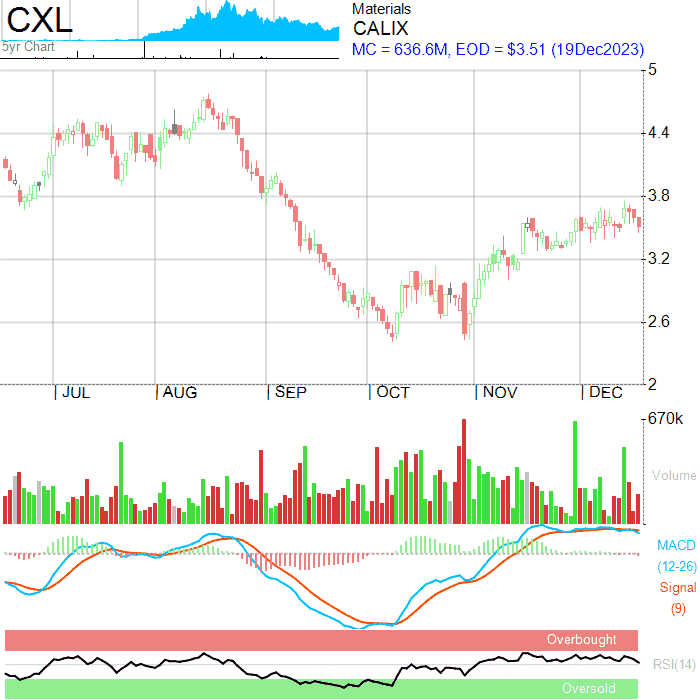 CXL
5yr Chart
Materials
CALIX
MC = 636.6M, EOD = $3.51 (19Dec2023)
5
4.4
3.8
3.2
2.6
2
JUL AUG SEP OCT NOV DEC
670k
Volume
MACD
(12-26)
Signal
(9)
Overbought
RSI(14)
Oversold